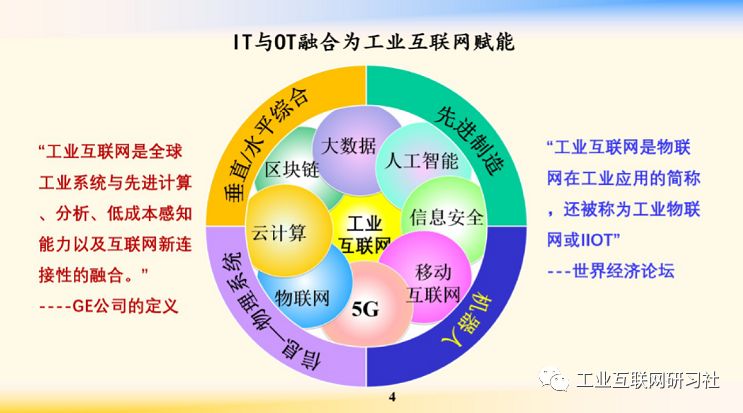 IT与OT融合为工业互联网赋能
“工业互联网是全球
工业系统与先进计算
、分析、低成本感知
能力以及互联网新连
接性的融合。”
----GE公司的定义
垂直/水平综合
先进制造
信息—物理系统
机器人
大数据
人工智能
区块链
信息安全
云计算
工业
互联网
移动
互联网
物联网
5G
“工业互联网是物联
网在工业应用的简称
，还被称为工业物联
网或IIOT”
---世界经济论坛
4
工业互联网研习社